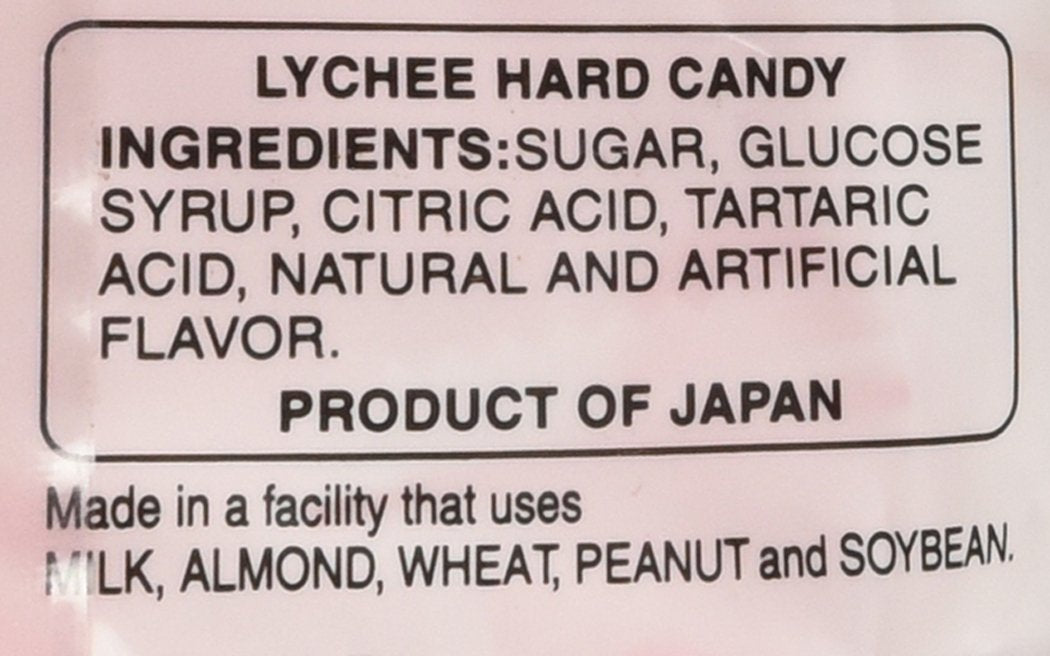 LYCHEE HARD CANDY
INGREDIENTS:SUGAR, GLUCOSE
SYRUP, CITRIC ACID, TARTARIC
ACID, NATURAL AND ARTIFICIAL
FLAVOR.
PRODUCT OF JAPAN
Made in a facility that uses
MILK, ALMOND, WHEAT, PEANUT and SOYBEAN.